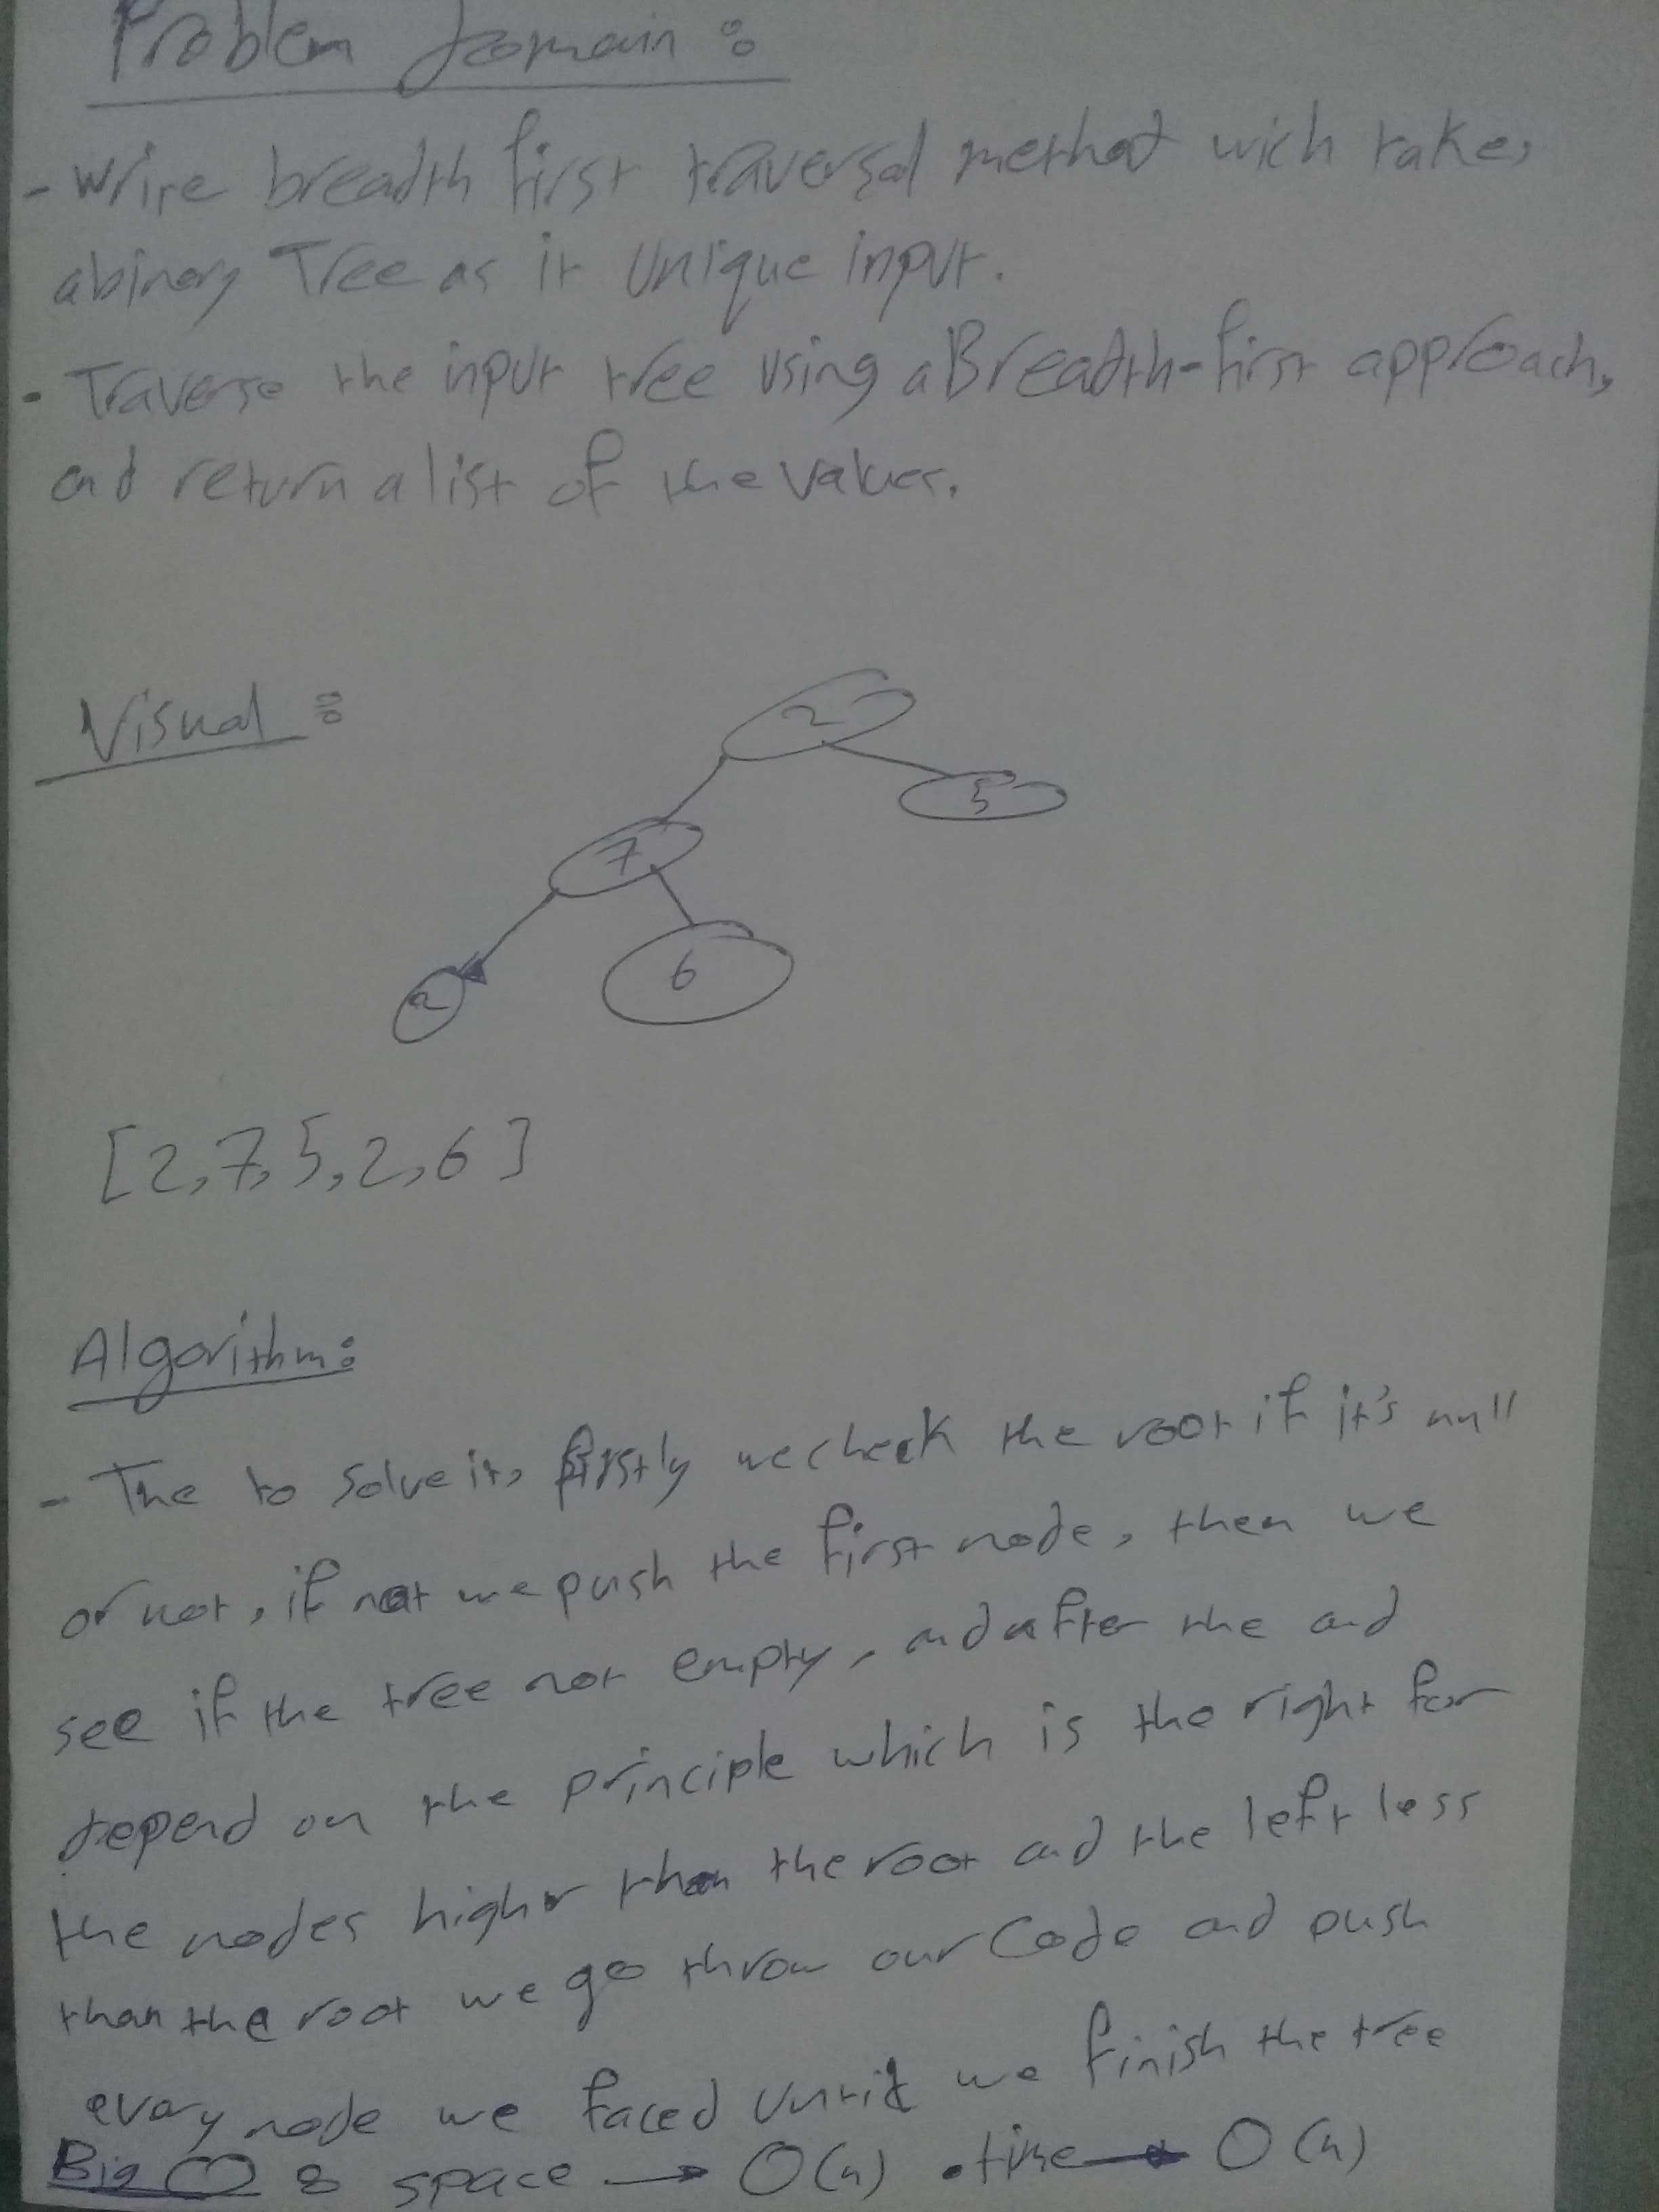 Problem domain :
- Write breadth first traversal method wich take,
a binary Tree as it Unique input.
- Traverse the input tree using a Breadth-first approach,
and return a list of the values.
Visual :
2
5
7
2
6
[2,7,5,2,6]
Algorithm:
- The to solve it, firstly we check the root if it's null
or not, if not we push the first node, then we
see if the tree not empty, and after the and
depend on the principle which is the right for
the nodes higher than the root and the left less
than the root we go throw our Code and push
every node we faced until we finish the tree
Big O : space → O(n) . time → O(n)